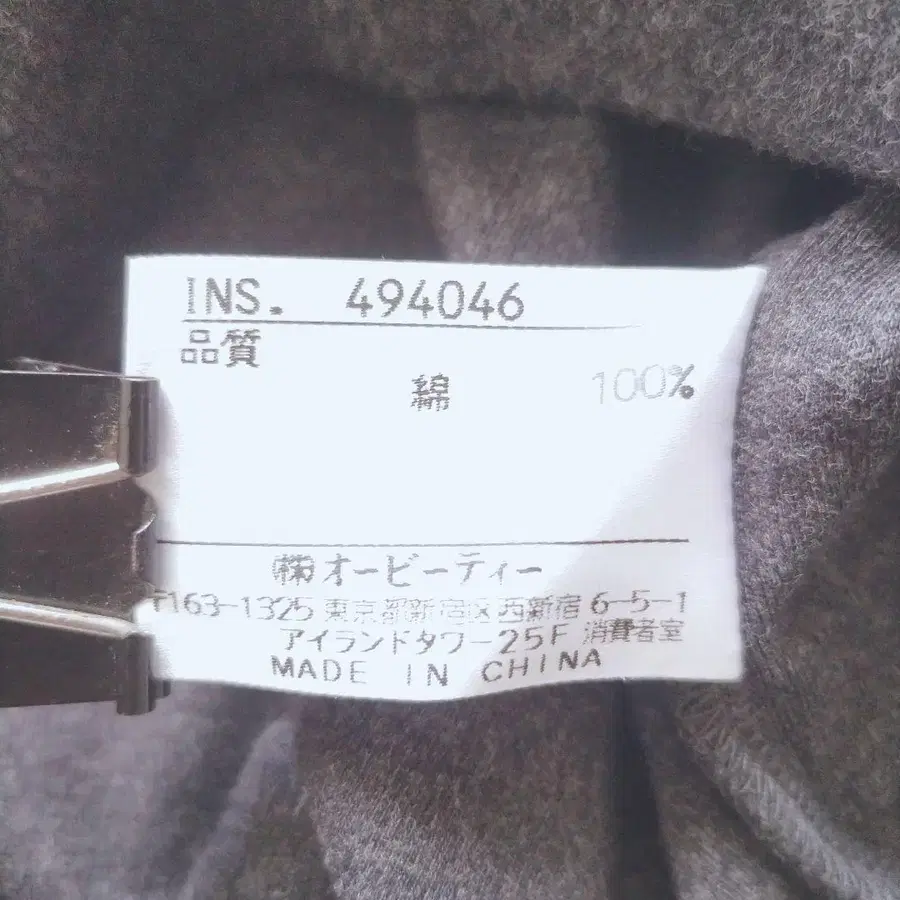 INS. 494046
品質
綿 100%
㈱オービーティー
〒163-1325 東京都新宿区西新宿 6-5-1
アイランドタワー25F 消費者室
MADE IN CHINA